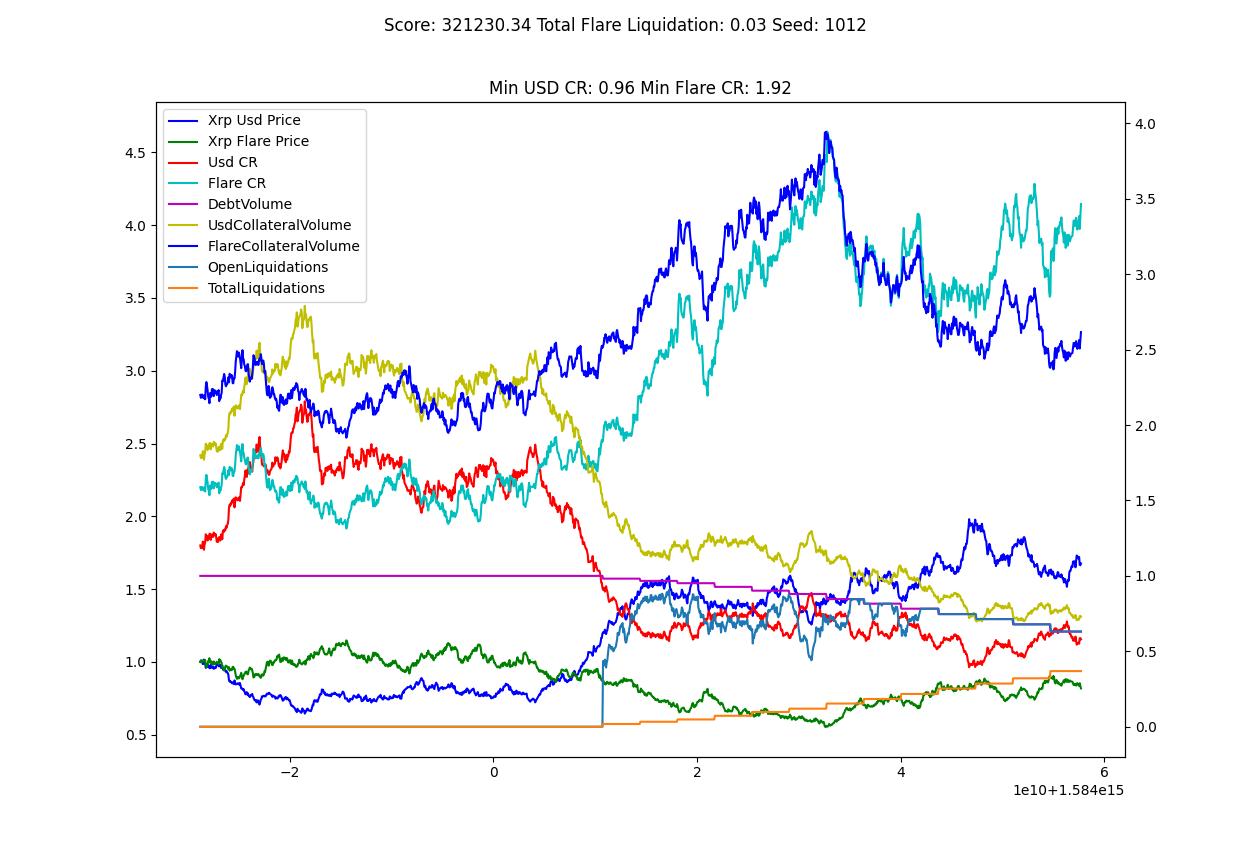 Score: 321230.34 Total Flare Liquidation: 0.03 Seed: 1012
Min USD CR: 0.96 Min Flare CR: 1.92
Xrp Usd Price
Xrp Flare Price
Usd CR
Flare CR
DebtVolume
UsdCollateralVolume
FlareCollateralVolume
OpenLiquidations
TotalLiquidations
4.5
4.0
3.5
3.0
2.5
2.0
1.5
1.0
0.5
4.0
3.5
3.0
2.5
2.0
1.5
1.0
0.5
0.0
−2 0 2 4 6
1e10+1.584e15